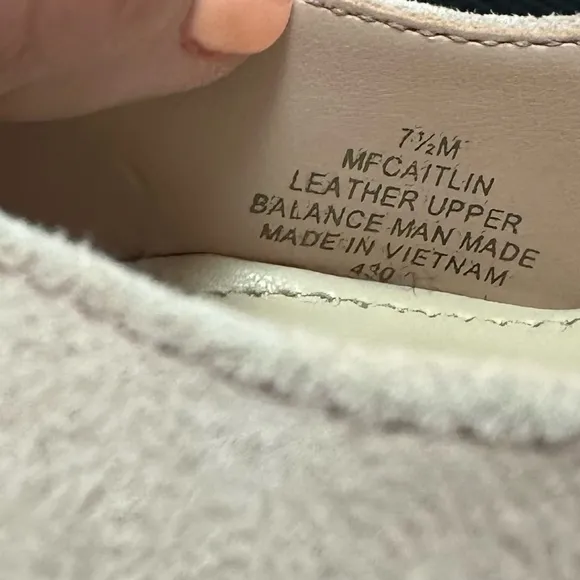 7½M
MFCAITLIN
LEATHER UPPER
BALANCE MAN MADE
MADE IN VIETNAM
430